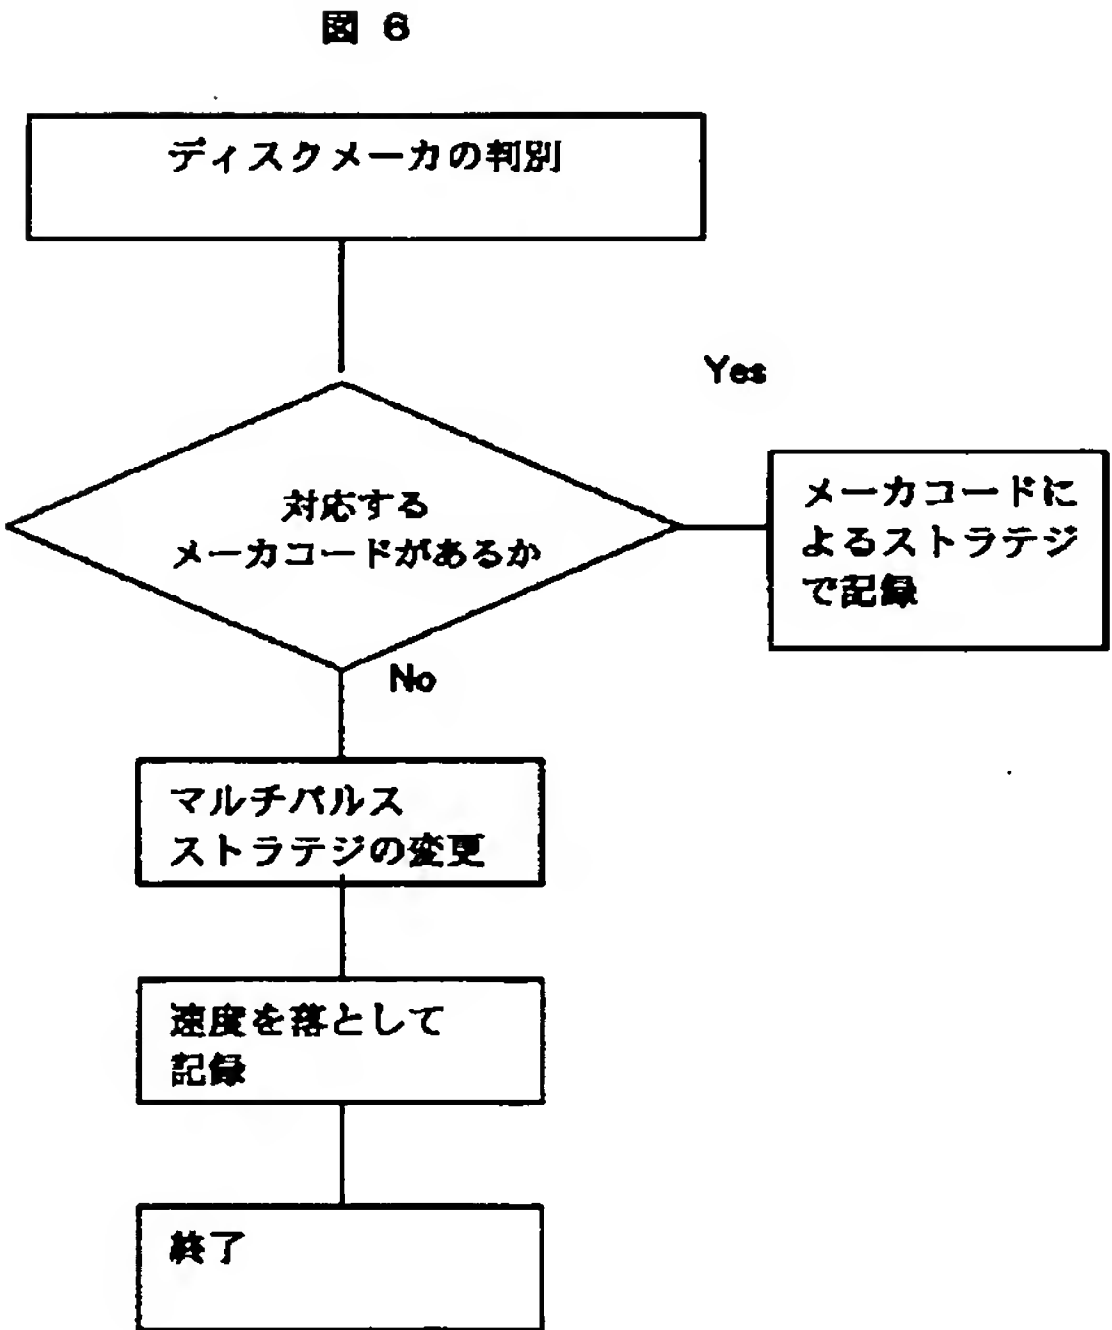 図 6
ディスクメーカの判別
Yes
対応する
メーカコードがあるか
メーカコードに
よるストラテジ
で記録
No
マルチパルス
ストラテジの変更
速度を落として
記録
終了